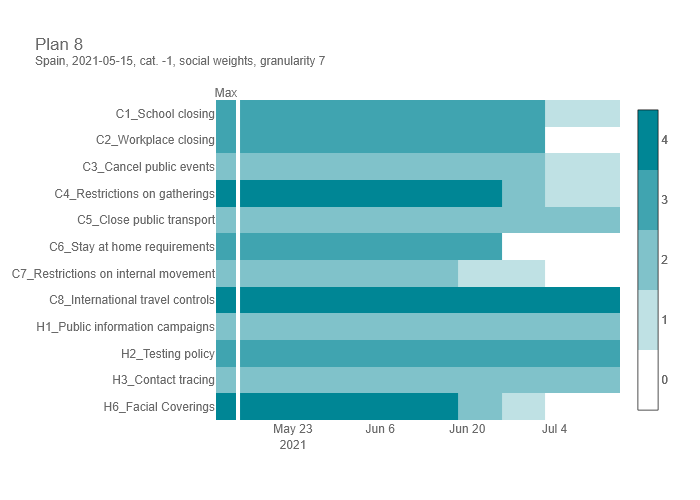 Plan 8
Spain, 2021-05-15, cat. -1, social weights, granularity 7
Max
C1_School closing
C2_Workplace closing
C3_Cancel public events
C4_Restrictions on gatherings
C5_Close public transport
C6_Stay at home requirements
C7_Restrictions on internal movement
C8_International travel controls
H1_Public information campaigns
H2_Testing policy
H3_Contact tracing
H6_Facial Coverings
May 23 Jun 6 Jun 20 Jul 4
2021
4
3
2
1
0